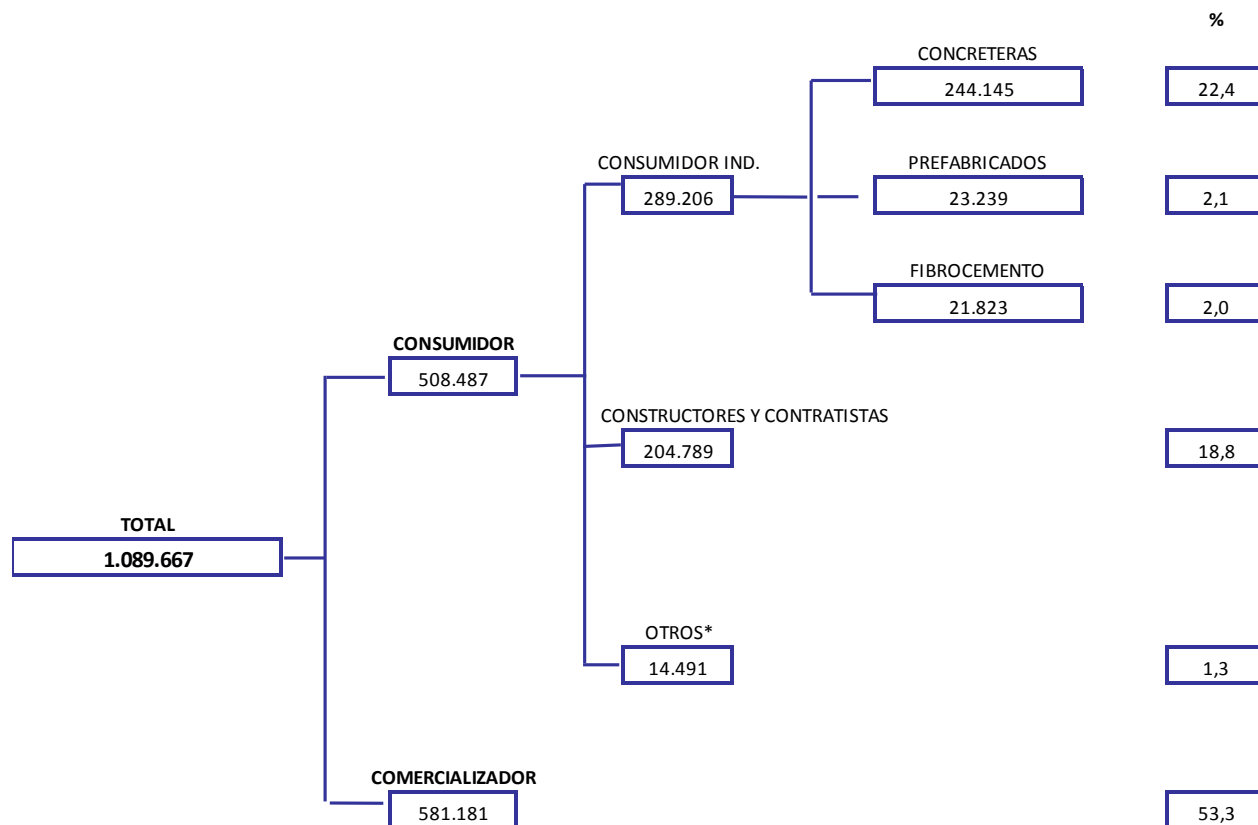 %
CONCRETERAS
244.145 22,4
CONSUMIDOR IND. PREFABRICADOS
289.206 23.239 2,1
FIBROCEMENTO
21.823 2,0
CONSUMIDOR
508.487
CONSTRUCTORES Y CONTRATISTAS
204.789 18,8
TOTAL
1.089.667
OTROS*
14.491 1,3
COMERCIALIZADOR
581.181 53,3